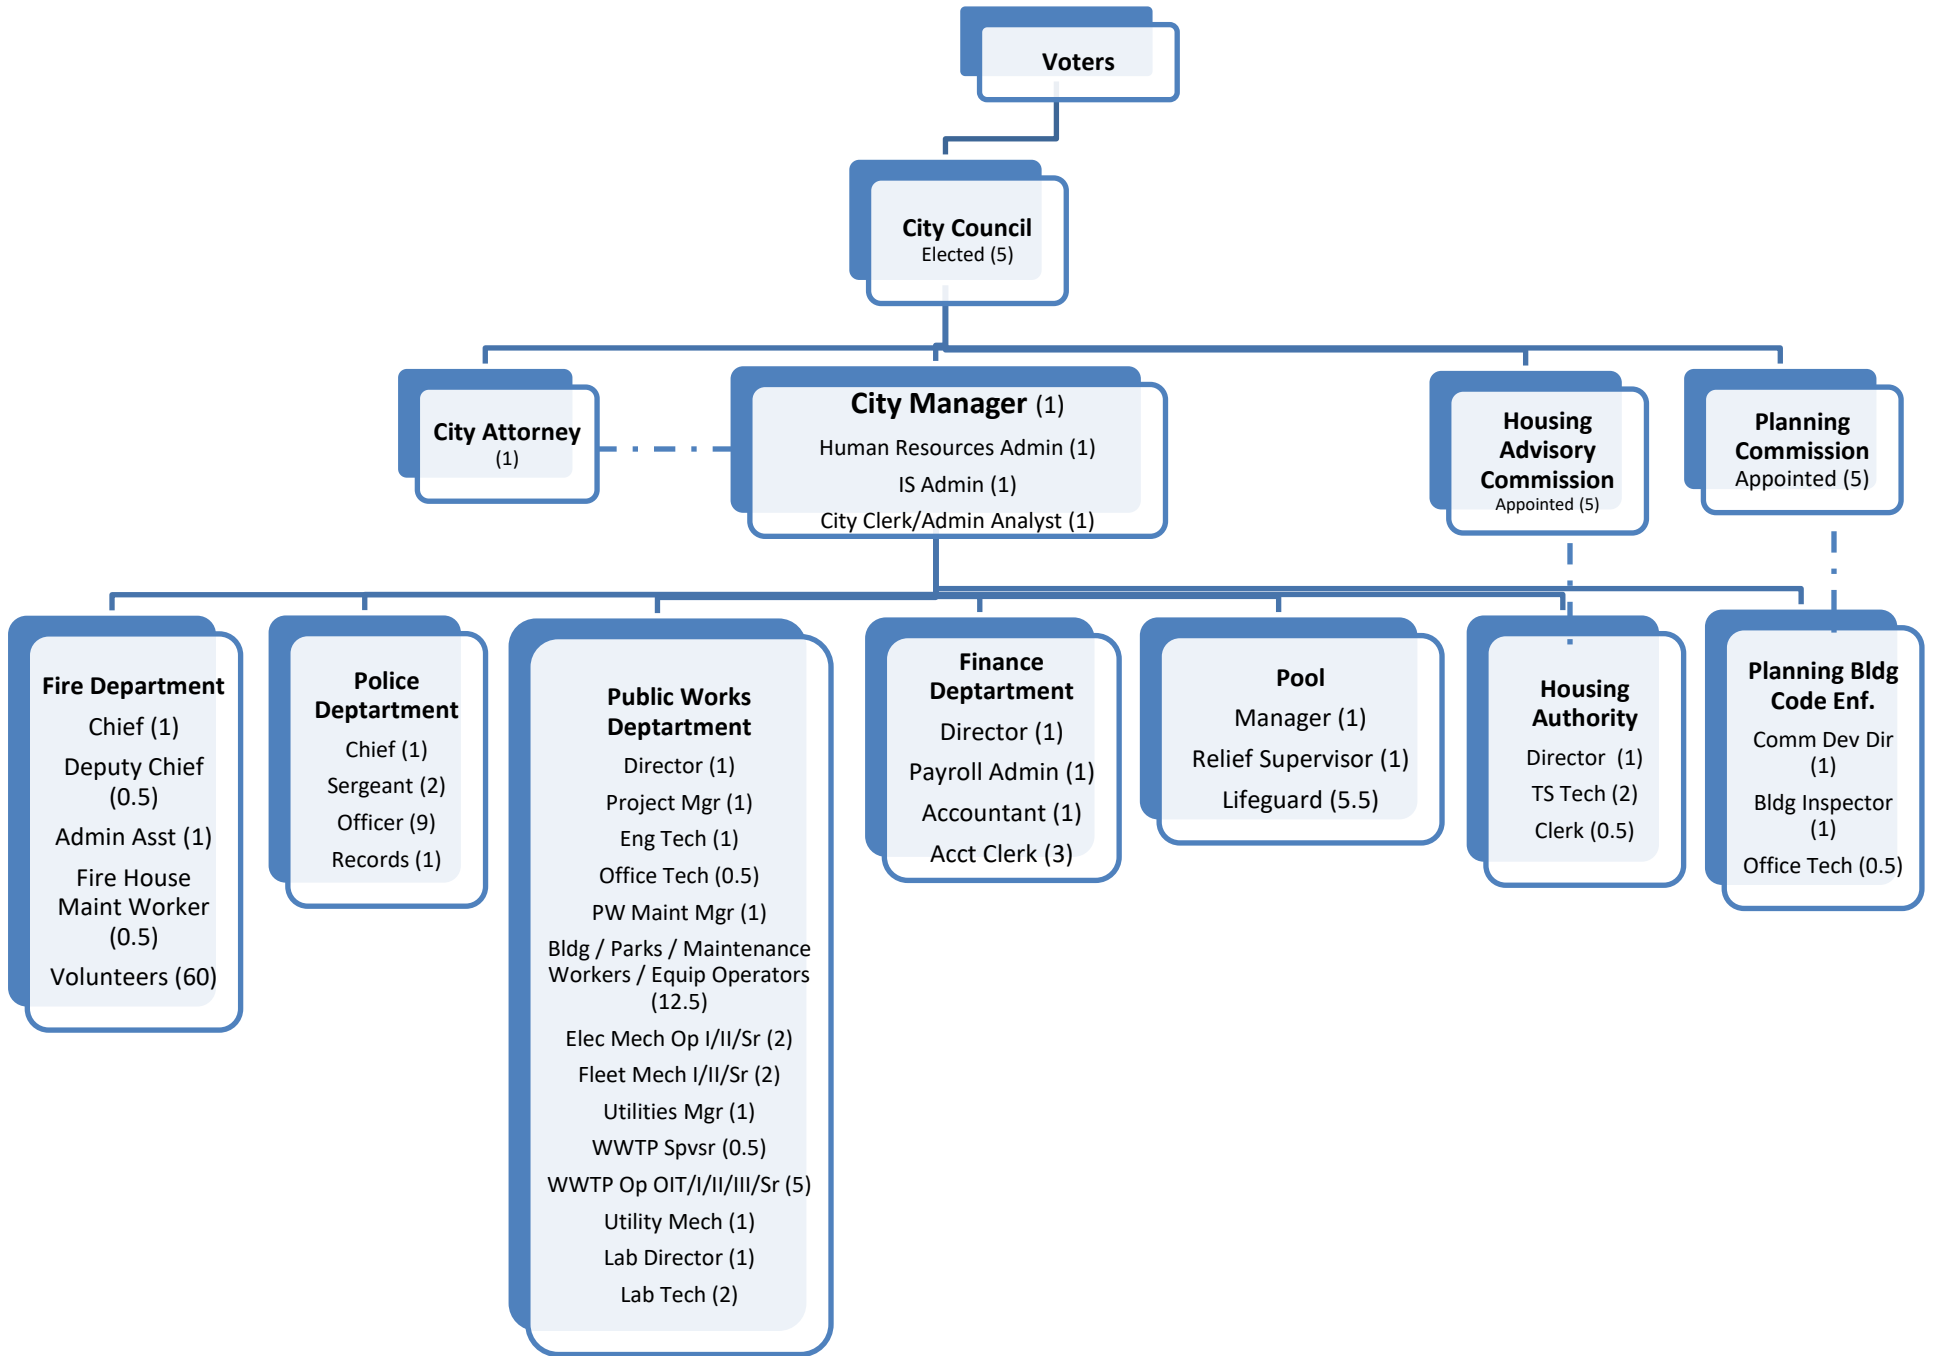 Voters
City Council
Elected (5)
City Attorney
(1)
City Manager (1)
Human Resources Admin (1)
IS Admin (1)
City Clerk/Admin Analyst (1)
Housing
Advisory
Commission
Appointed (5)
Planning
Commission
Appointed (5)
Fire Department
Chief (1)
Deputy Chief
(0.5)
Admin Asst (1)
Fire House
Maint Worker
(0.5)
Volunteers (60)
Police
Deptartment
Chief (1)
Sergeant (2)
Officer (9)
Records (1)
Public Works
Deptartment
Director (1)
Project Mgr (1)
Eng Tech (1)
Office Tech (0.5)
PW Maint Mgr (1)
Bldg / Parks / Maintenance
Workers / Equip Operators
(12.5)
Elec Mech Op I/II/Sr (2)
Fleet Mech I/II/Sr (2)
Utilities Mgr (1)
WWTP Spvsr (0.5)
WWTP Op OIT/I/II/III/Sr (5)
Utility Mech (1)
Lab Director (1)
Lab Tech (2)
Finance
Deptartment
Director (1)
Payroll Admin (1)
Accountant (1)
Acct Clerk (3)
Pool
Manager (1)
Relief Supervisor (1)
Lifeguard (5.5)
Housing
Authority
Director  (1)
TS Tech (2)
Clerk (0.5)
Planning Bldg
Code Enf.
Comm Dev Dir
(1)
Bldg Inspector
(1)
Office Tech (0.5)